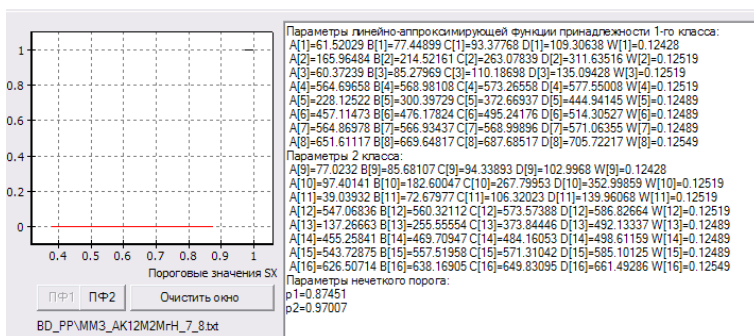 1
0.8
0.6
0.4
0.2
0
0.4 0.5 0.6 0.7 0.8 0.9 1
Пороговые значения SX
ПФ1 ПФ2 Очистить окно
BD_PP\ММ3_АК12М2МгН_7_8.txt
Параметры линейно-аппроксимирующей функции принадлежности 1-го класса:
A[1]=61.52029 B[1]=77.44899 C[1]=93.37768 D[1]=109.30638 W[1]=0.12428
A[2]=165.96484 B[2]=214.52161 C[2]=263.07839 D[2]=311.63516 W[2]=0.12519
A[3]=60.37239 B[3]=85.27969 C[3]=110.18698 D[3]=135.09428 W[3]=0.12519
A[4]=564.69658 B[4]=568.98108 C[4]=573.26558 D[4]=577.55008 W[4]=0.12519
A[5]=228.12522 B[5]=300.39729 C[5]=372.66937 D[5]=444.94145 W[5]=0.12489
A[6]=457.11473 B[6]=476.17824 C[6]=495.24176 D[6]=514.30527 W[6]=0.12489
A[7]=564.86978 B[7]=566.93437 C[7]=568.99896 D[7]=571.06355 W[7]=0.12489
A[8]=651.61117 B[8]=669.64817 C[8]=687.68517 D[8]=705.72217 W[8]=0.12549
Параметры 2 класса:
A[9]=77.0232 B[9]=85.68107 C[9]=94.33893 D[9]=102.9968 W[9]=0.12428
A[10]=97.40141 B[10]=182.60047 C[10]=267.79953 D[10]=352.99859 W[10]=0.12519
A[11]=39.03932 B[11]=72.67977 C[11]=106.32023 D[11]=139.96068 W[11]=0.12519
A[12]=547.06836 B[12]=560.32112 C[12]=573.57388 D[12]=586.82664 W[12]=0.12519
A[13]=137.26663 B[13]=255.55554 C[13]=373.84446 D[13]=492.13337 W[13]=0.12489
A[14]=455.25841 B[14]=469.70947 C[14]=484.16053 D[14]=498.61159 W[14]=0.12489
A[15]=543.72875 B[15]=557.51958 C[15]=571.31042 D[15]=585.10125 W[15]=0.12489
A[16]=626.50714 B[16]=638.16905 C[16]=649.83095 D[16]=661.49286 W[16]=0.12549
Параметры нечеткого порога:
p1=0.87451
p2=0.97007